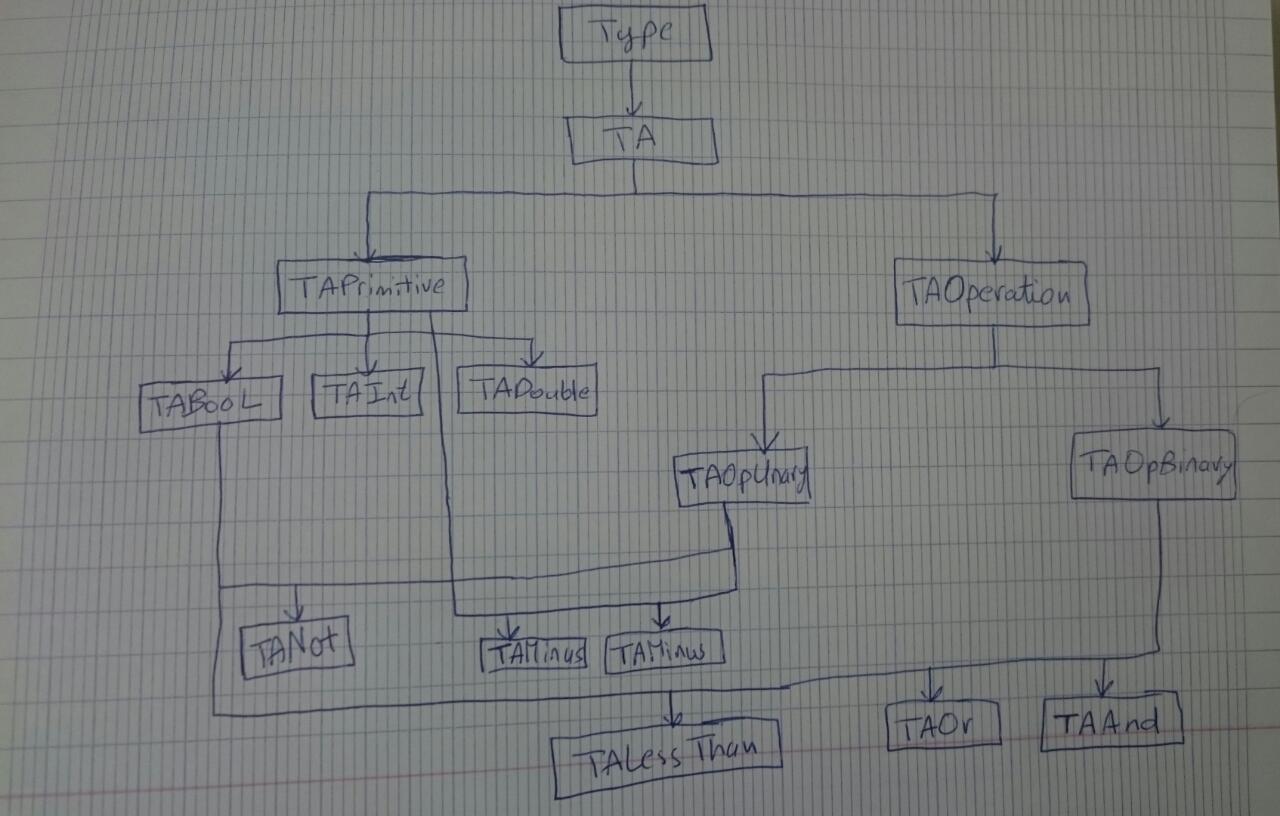 Type
TA
TAPrimitive
TAOperation
TABooL
TAInt
TADouble
TAOpUnary
TAOpBinary
TANot
TAMinus
TAMinus
TAOr
TAAnd
TALess Than